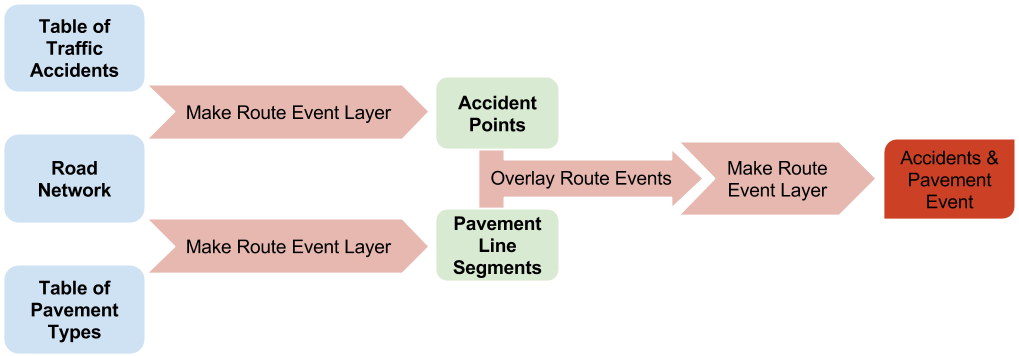 Table of
Traffic
Accidents
Make Route Event Layer
Road
Network
Make Route Event Layer
Table of
Pavement
Types
Accident
Points
Overlay Route Events
Pavement
Line
Segments
Make Route
Event Layer
Accidents &
Pavement
Event